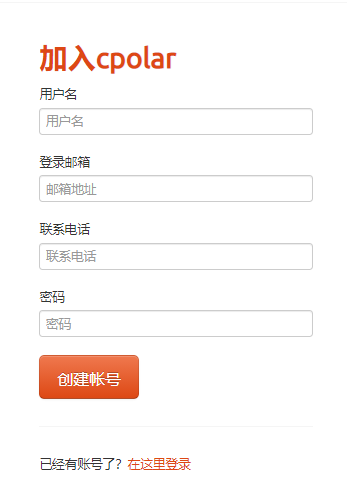 加入cpolar
用户名
用户名
登录邮箱
邮箱地址
联系电话
联系电话
密码
密码
创建帐号
已经有账号了？在这里登录